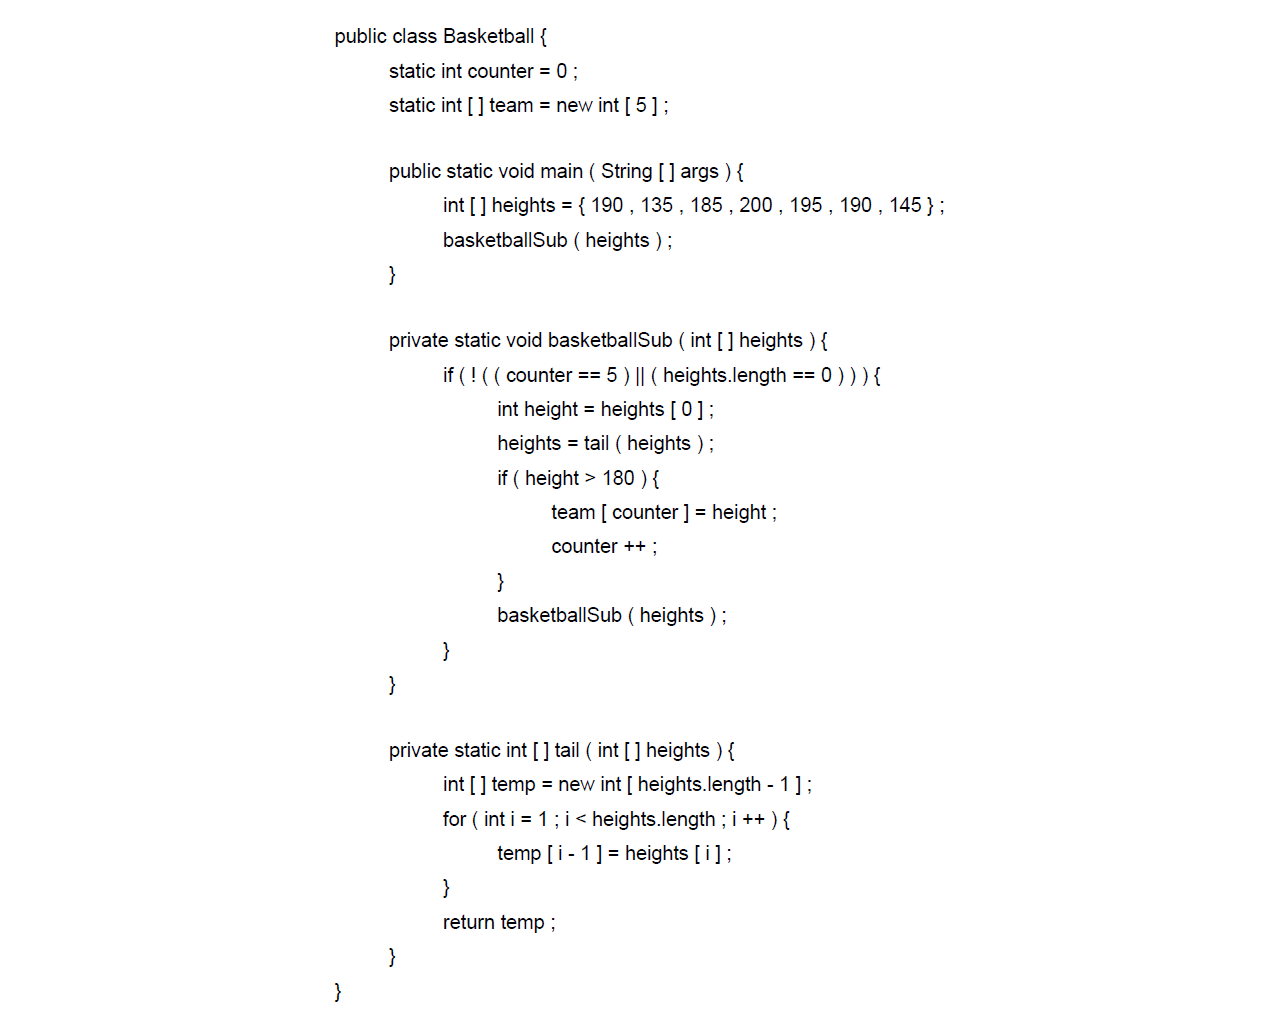 public class Basketball {
static int counter = 0 ;
static int [ ] team = new int [ 5 ] ;
public static void main ( String [ ] args ) {
int [ ] heights = { 190 , 135 , 185 , 200 , 195 , 190 , 145 } ;
basketballSub ( heights ) ;
}
private static void basketballSub ( int [ ] heights ) {
if ( ! ( ( counter == 5 ) || ( heights.length == 0 ) ) ) {
int height = heights [ 0 ] ;
heights = tail ( heights ) ;
if ( height > 180 ) {
team [ counter ] = height ;
counter ++ ;
}
basketballSub ( heights ) ;
}
}
private static int [ ] tail ( int [ ] heights ) {
int [ ] temp = new int [ heights.length - 1 ] ;
for ( int i = 1 ; i < heights.length ; i ++ ) {
temp [ i - 1 ] = heights [ i ] ;
}
return temp ;
}
}